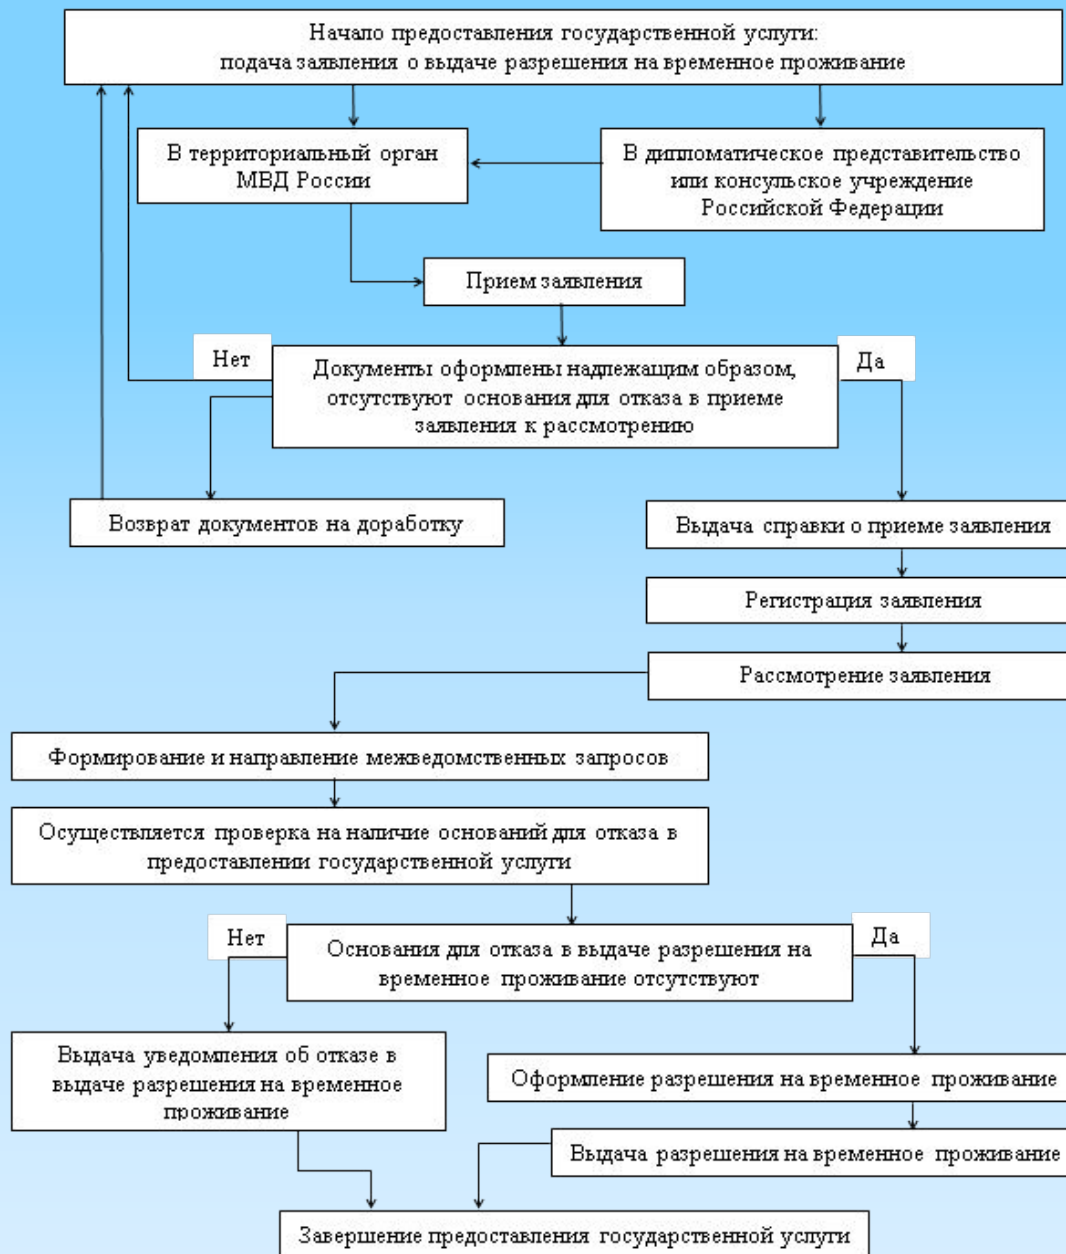 Начало предоставления государственной услуги:
подача заявления о выдаче разрешения на временное проживание
В территориальный орган
МВД России
В дипломатическое представительство
или консульское учреждение
Российской Федерации
Прием заявления
Нет
Документы оформлены надлежащим образом,
отсутствуют основания для отказа в приеме
заявления к рассмотрению
Да
Возврат документов на доработку
Выдача справки о приеме заявления
Регистрация заявления
Рассмотрение заявления
Формирование и направление межведомственных запросов
Осуществляется проверка на наличие оснований для отказа в
предоставлении государственной услуги
Нет
Основания для отказа в выдаче разрешения на
временное проживание отсутствуют
Да
Выдача уведомления об отказе в
выдаче разрешения на временное
проживание
Оформление разрешения на временное проживание
Выдача разрешения на временное проживание
Завершение предоставления государственной услуги